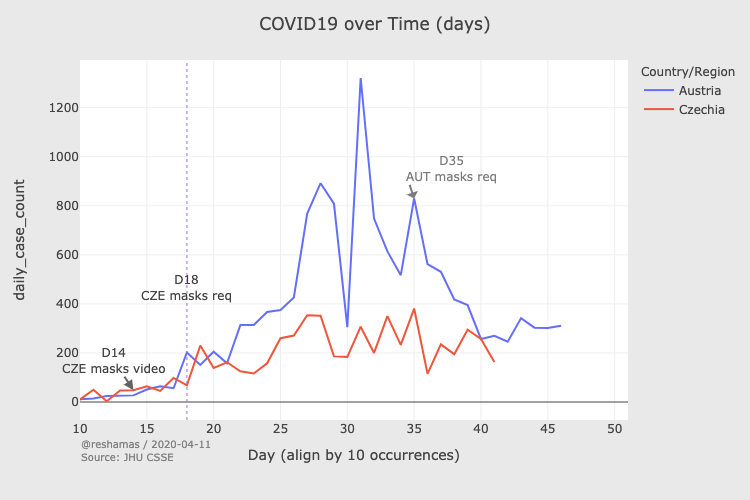 COVID19 over Time (days)
Country/Region
Austria
Czechia
daily_case_count
1200
1000
800
600
400
200
0
D35
AUT masks req
D18
CZE masks req
D14
CZE masks video
10 15 20 25 30 35 40 45 50
@reshamas / 2020-04-11
Source: JHU CSSE
Day (align by 10 occurrences)